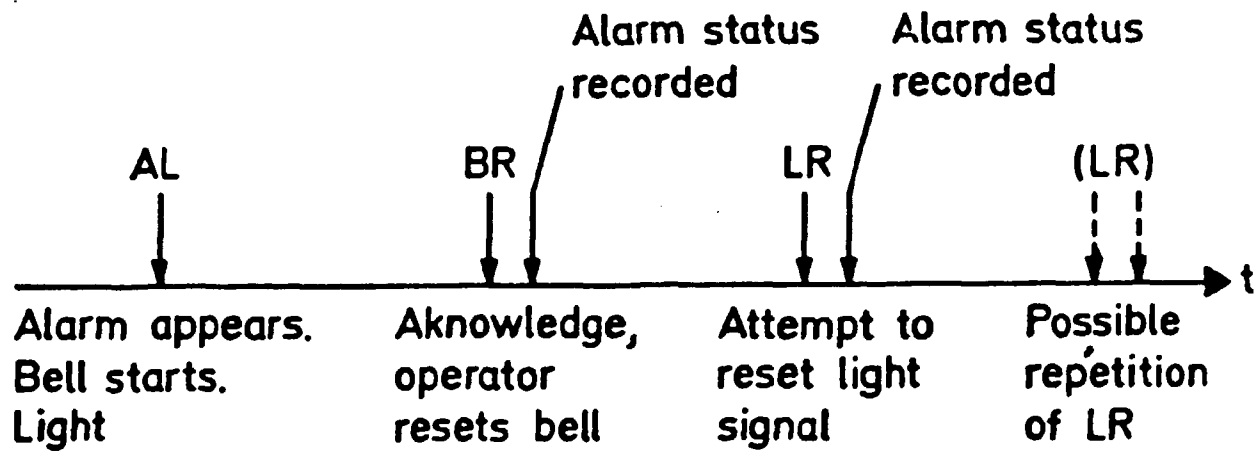 Alarm status
recorded
Alarm status
recorded
AL
BR
LR
(LR)
t
Alarm appears.
Bell starts.
Light
Aknowledge,
operator
resets bell
Attempt to
reset light
signal
Possible
repetition
of LR